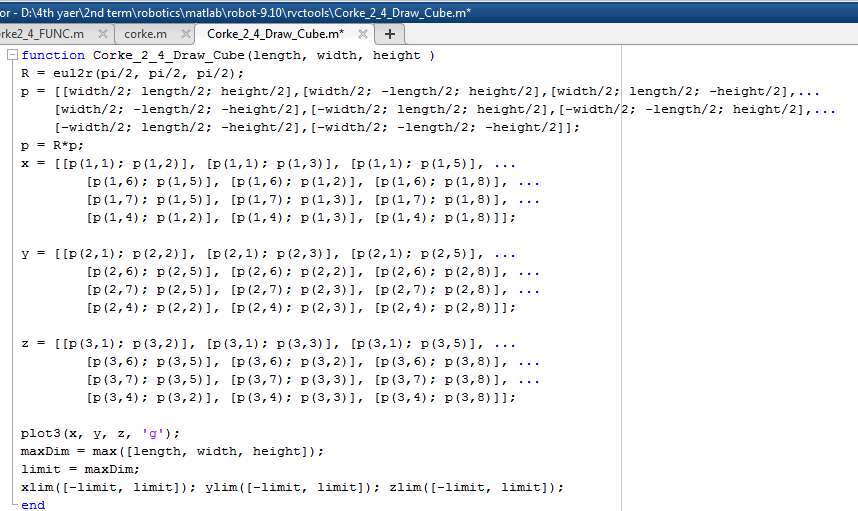 or - D:\4th yaer\2nd term\robotics\matlab\robot-9.10\rvctools\Corke_2_4_Draw_Cube.m*
rke2_4_FUNC.m × corke.m × Corke_2_4_Draw_Cube.m* × +
function Corke_2_4_Draw_Cube(length, width, height )
R = eul2r(pi/2, pi/2, pi/2);
p = [[width/2; length/2; height/2],[width/2; -length/2; height/2],[width/2; length/2; -height/2],...
[width/2; -length/2; -height/2],[-width/2; length/2; height/2],[-width/2; -length/2; height/2],...
[-width/2; length/2; -height/2],[-width/2; -length/2; -height/2]];
p = R*p;
x = [[p(1,1); p(1,2)], [p(1,1); p(1,3)], [p(1,1); p(1,5)], ...
[p(1,6); p(1,5)], [p(1,6); p(1,2)], [p(1,6); p(1,8)], ...
[p(1,7); p(1,5)], [p(1,7); p(1,3)], [p(1,7); p(1,8)], ...
[p(1,4); p(1,2)], [p(1,4); p(1,3)], [p(1,4); p(1,8)]];
y = [[p(2,1); p(2,2)], [p(2,1); p(2,3)], [p(2,1); p(2,5)], ...
[p(2,6); p(2,5)], [p(2,6); p(2,2)], [p(2,6); p(2,8)], ...
[p(2,7); p(2,5)], [p(2,7); p(2,3)], [p(2,7); p(2,8)], ...
[p(2,4); p(2,2)], [p(2,4); p(2,3)], [p(2,4); p(2,8)]];
z = [[p(3,1); p(3,2)], [p(3,1); p(3,3)], [p(3,1); p(3,5)], ...
[p(3,6); p(3,5)], [p(3,6); p(3,2)], [p(3,6); p(3,8)], ...
[p(3,7); p(3,5)], [p(3,7); p(3,3)], [p(3,7); p(3,8)], ...
[p(3,4); p(3,2)], [p(3,4); p(3,3)], [p(3,4); p(3,8)]];
plot3(x, y, z, 'g');
maxDim = max([length, width, height]);
limit = maxDim;
xlim([-limit, limit]); ylim([-limit, limit]); zlim([-limit, limit]);
end